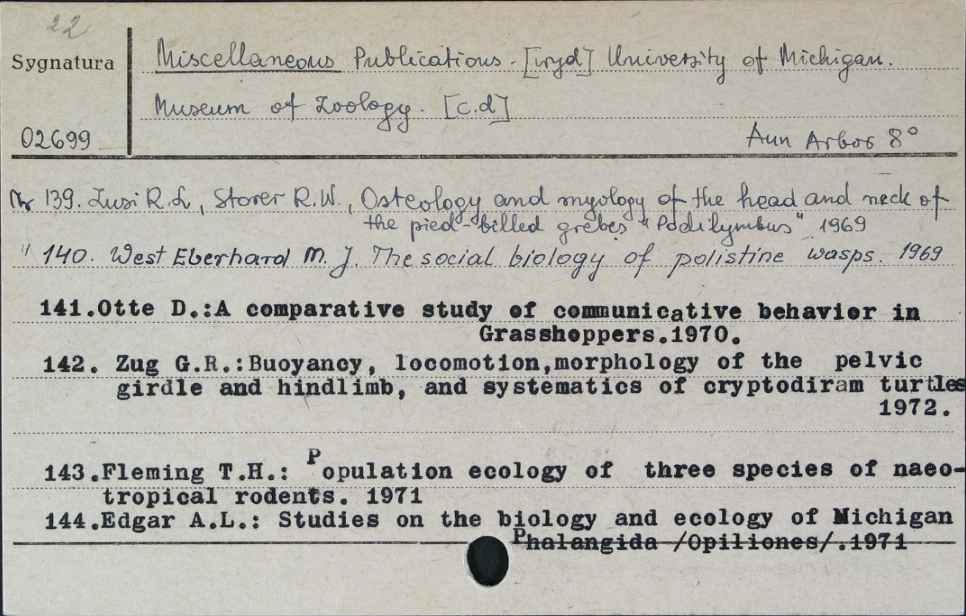 22
Sygnatura
02699
Miscellaneous Publications. [wyd] University of Michigan.
Museum of Zoology. [c.d]
Ann Arbor 8°
Nr 139. Zusi R.L, Storer R.W., Osteology and myology of the head and neck of
the pied-billed grebes "Podilymbus" 1969
" 140. West Eberhard M. J. The social biology of polistine wasps. 1969
141.Otte D.:A comparative study of communicative behavior in
Grasshoppers.1970.
142. Zug G.R.:Buoyancy, locomotion,morphology of the pelvic
girdle and hindlimb, and systematics of cryptodiram turtles
1972.
143.Fleming T.H.: Population ecology of three species of naeo-
tropical rodents. 1971
144.Edgar A.L.: Studies on the biology and ecology of Michigan
Phalangida /Opiliones/.1971